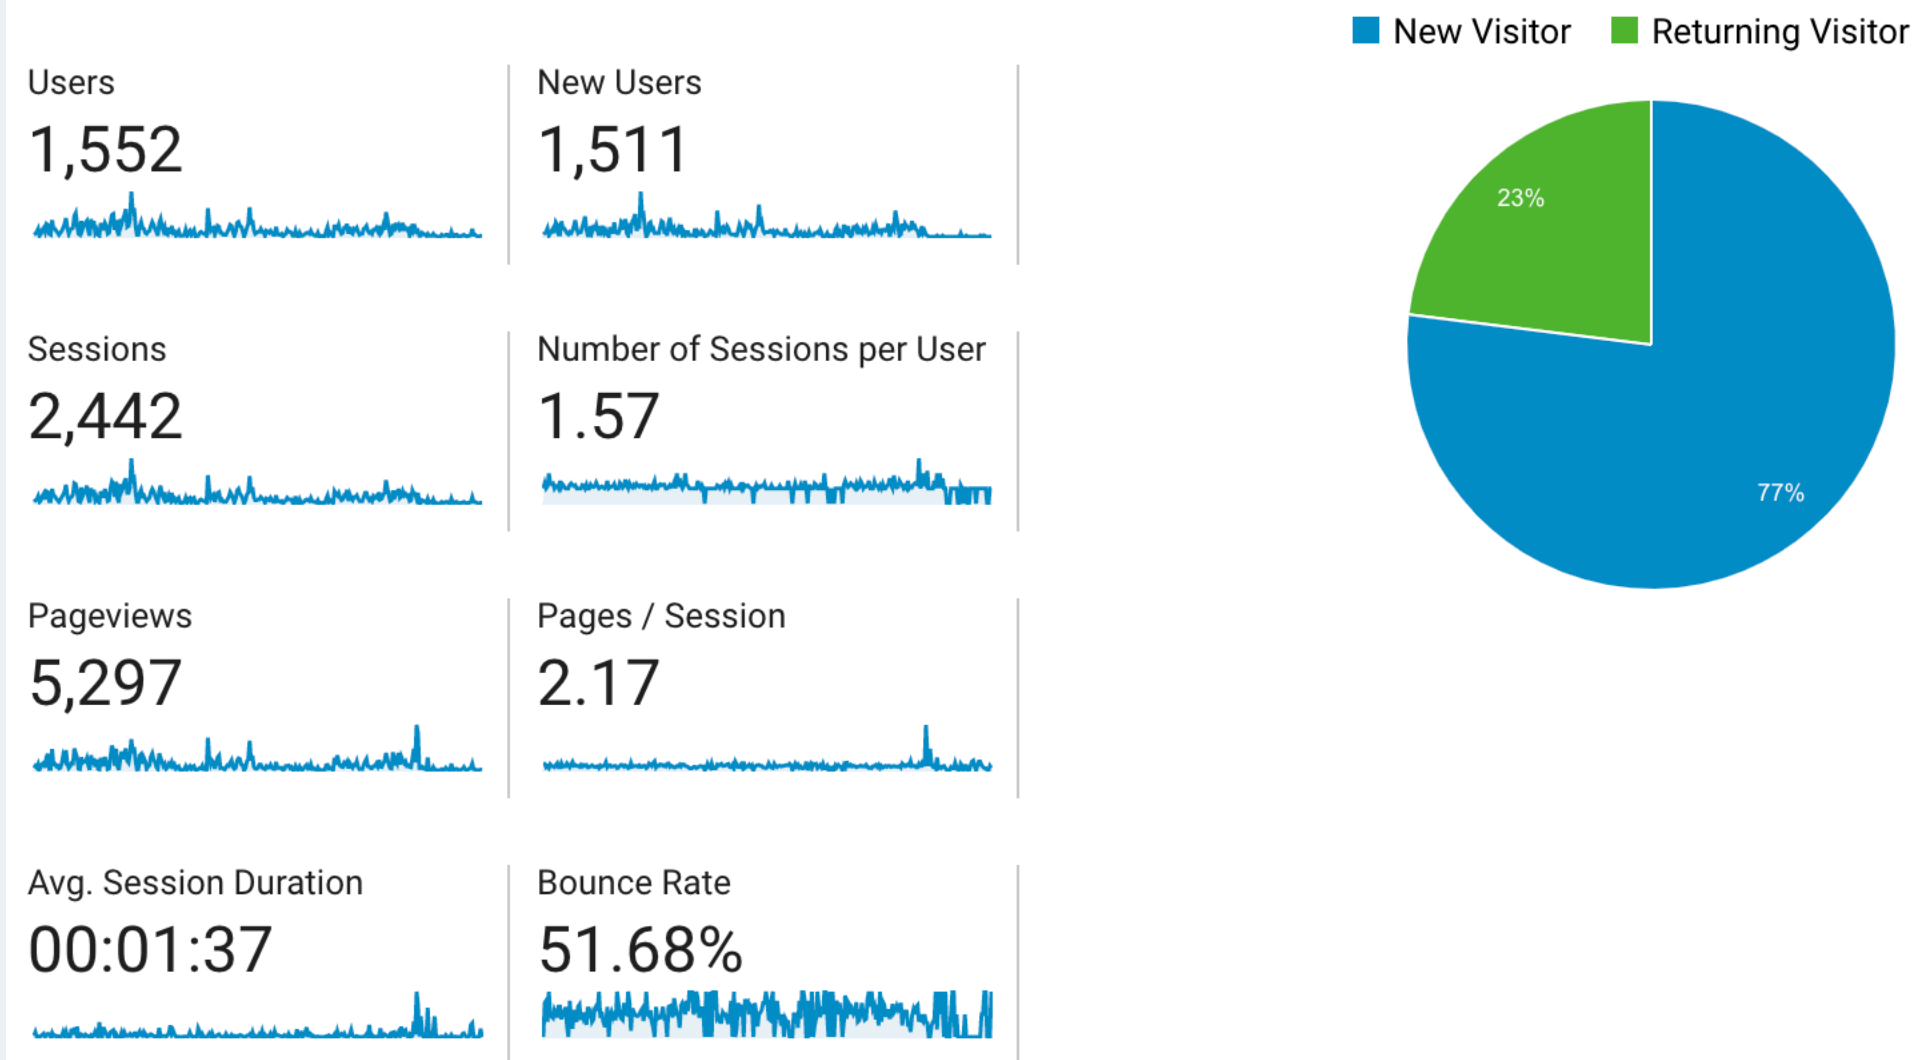 New Visitor
Returning Visitor
Users
1,552
New Users
1,511
Sessions
2,442
Number of Sessions per User
1.57
Pageviews
5,297
Pages / Session
2.17
Avg. Session Duration
00:01:37
Bounce Rate
51.68%
23%
77%